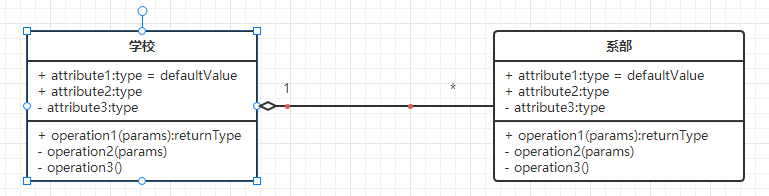 学校
+ attribute1:type = defaultValue
+ attribute2:type
- attribute3:type
+ operation1(params):returnType
- operation2(params)
- operation3()
1
*
系部
+ attribute1:type = defaultValue
+ attribute2:type
- attribute3:type
+ operation1(params):returnType
- operation2(params)
- operation3()